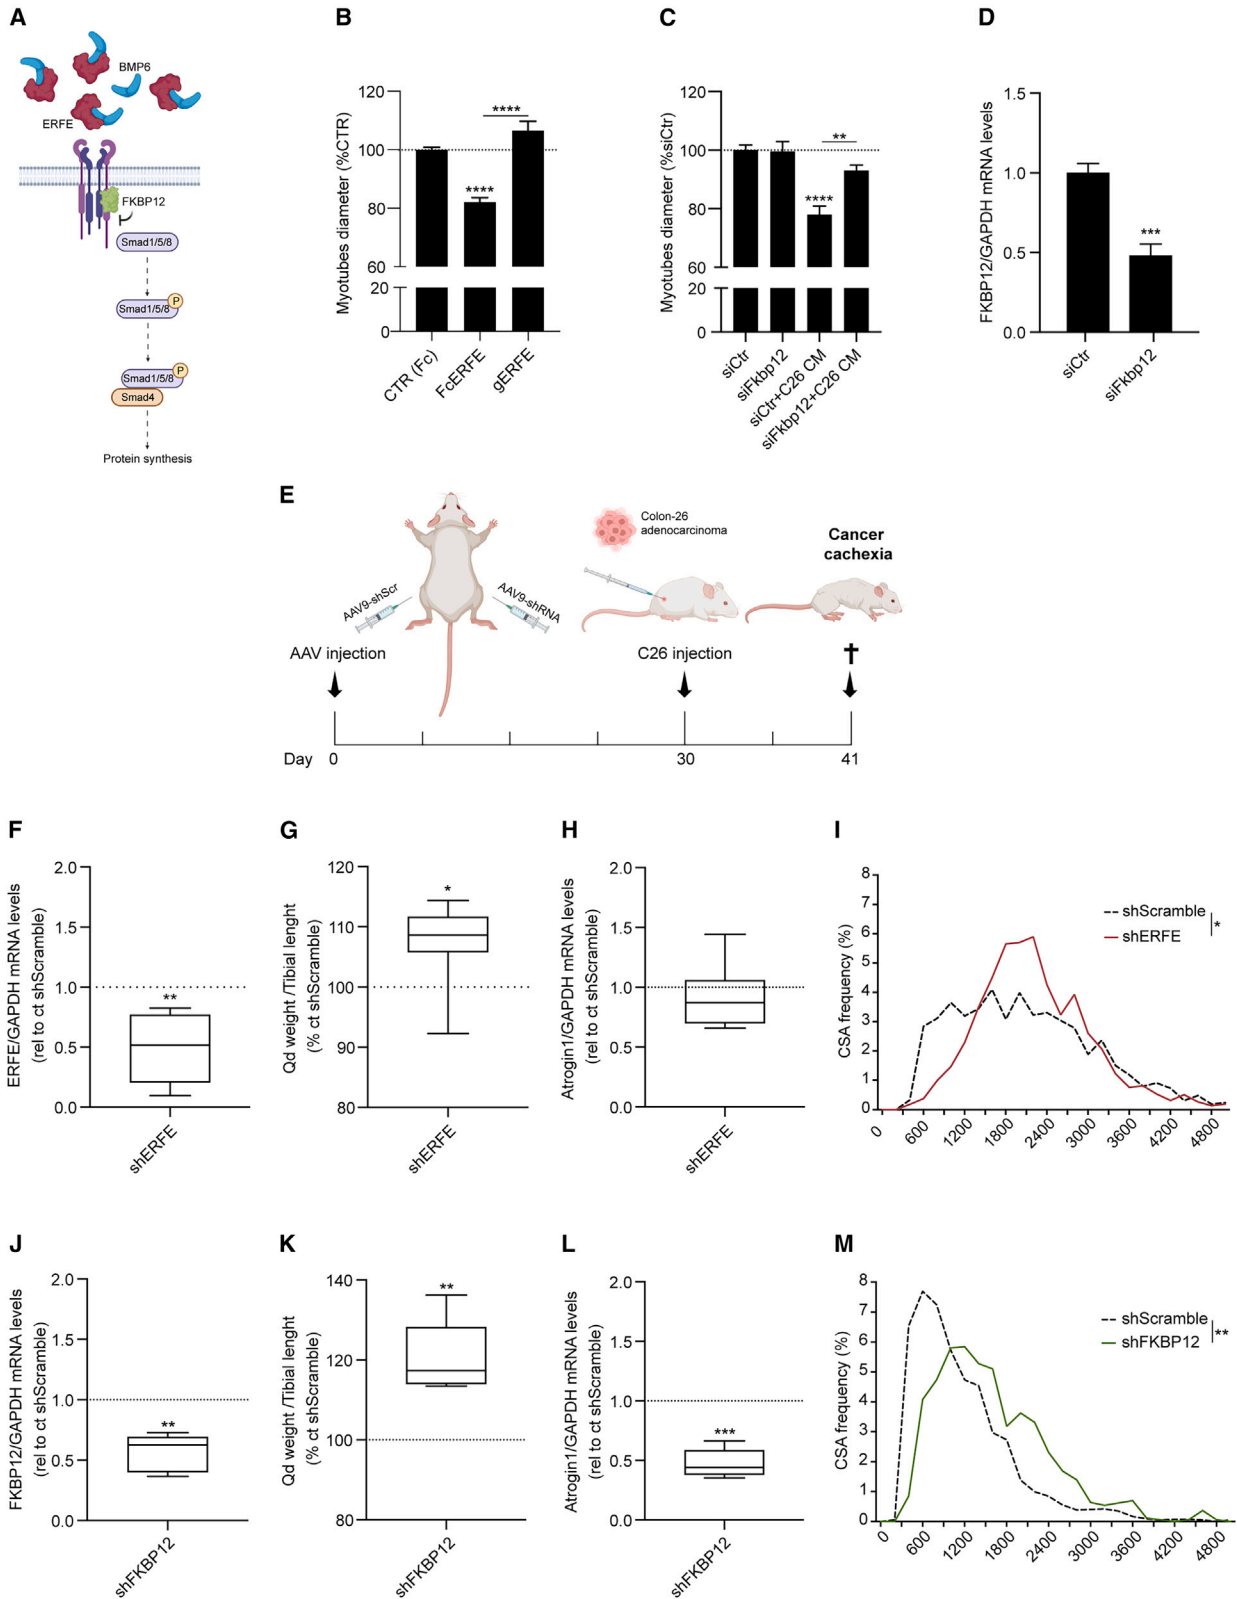 A
BMP6
ERFE
FKBP12
Smad1/5/8
Smad1/5/8
P
Smad1/5/8
P
Smad4
Protein synthesis
B
Myotubes diameter (%CTR)
120
100
80
60
20
0
****
****
CTR (Fc)
FcERFE
gERFE
C
Myotubes diameter (%siCtr)
120
100
80
60
20
0
****
**
siCtr
siFkbp12
siCtr+C26 CM
siFkbp12+C26 CM
D
FKBP12/GAPDH mRNA levels
1.5
1.0
0.5
0.0
***
siCtr
siFkbp12
E
AAV9-shScr
AAV9-shRNA
Colon-26
adenocarcinoma
Cancer
cachexia
AAV injection
C26 injection
Day
0
30
41
F
ERFE/GAPDH mRNA levels
(rel to ct shScramble)
2.0
1.5
1.0
0.5
0.0
**
shERFE
G
Qd weight /Tibial lenght
(% ct shScramble)
120
110
100
90
80
*
shERFE
H
Atrogin1/GAPDH mRNA levels
(rel to ct shScramble)
2.0
1.5
1.0
0.5
0.0
shERFE
I
CSA frequency (%)
8
7
6
5
4
3
2
1
0
shScramble
shERFE
*
0
600
1200
1800
2400
3000
3600
4200
4800
J
FKBP12/GAPDH mRNA levels
(rel to ct shScramble)
2.0
1.5
1.0
0.5
0.0
**
shFKBP12
K
Qd weight /Tibial lenght
(% ct shScramble)
140
120
100
80
**
shFKBP12
L
Atrogin1/GAPDH mRNA levels
(rel to ct shScramble)
2.0
1.5
1.0
0.5
0.0
***
shFKBP12
M
CSA frequency (%)
8
7
6
5
4
3
2
1
0
shScramble
shFKBP12
**
0
600
1200
1800
2400
3000
3600
4200
4800